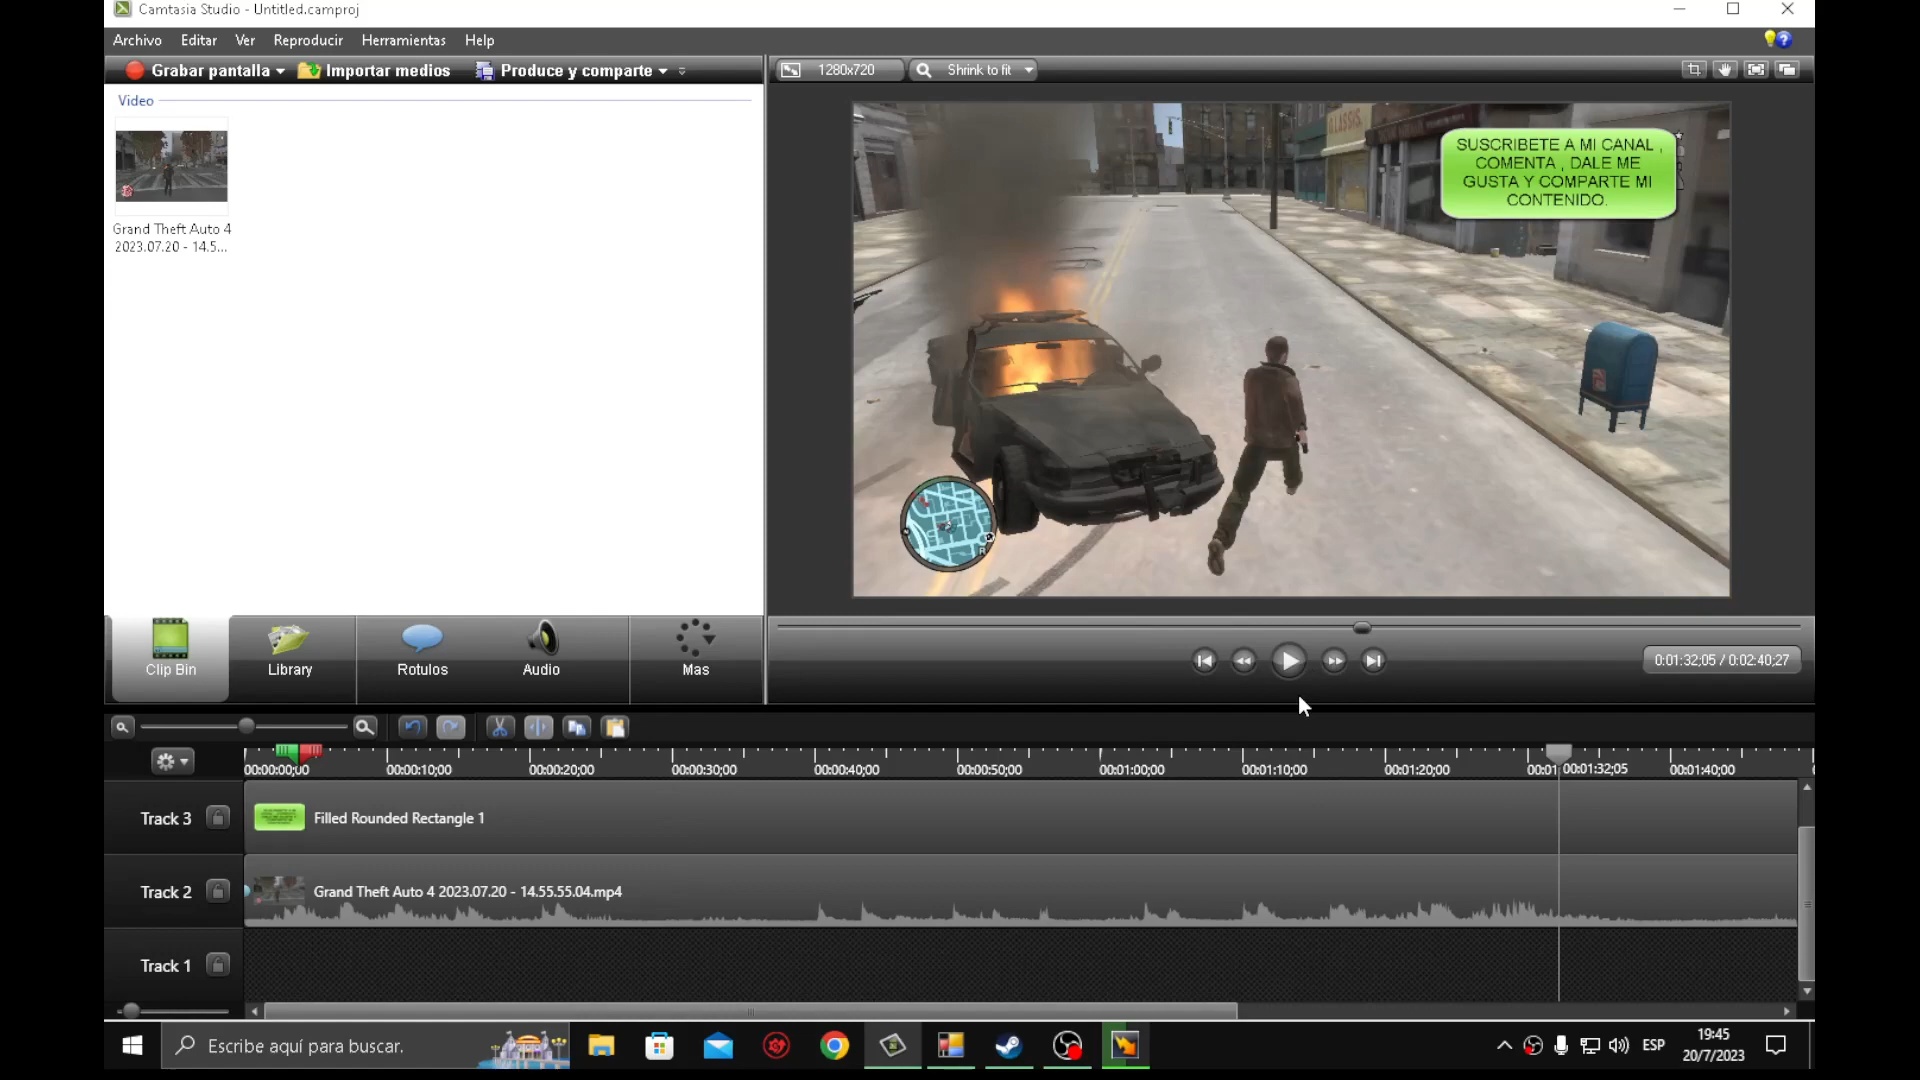 Camtasia Studio - Untitled.camproj
Archivo Editar Ver Reproducir Herramientas Help
Grabar pantalla Importar medios Produce y comparte
1280x720 Shrink to fit
Video
Grand Theft Auto 4
2023.07.20 - 14.5...
CLASSIS
SUSCRIBETE A MI CANAL ,
COMENTA , DALE ME
GUSTA Y COMPARTE MI
CONTENIDO.
R
Clip Bin Library Rotulos Audio Mas
0:01:32;05 / 0:02:40;27
00:00:00;00 00:00:10;00 00:00:20;00 00:00:30;00 00:00:40;00 00:00:50;00 00:01:00;00 00:01:10;00 00:01:20;00 00:01 00:01:32;05 00:01:40;00
Track 3 Filled Rounded Rectangle 1
Track 2 Grand Theft Auto 4 2023.07.20 - 14.55.55.04.mp4
Track 1
Escribe aquí para buscar.
ESP
19:45
20/7/2023